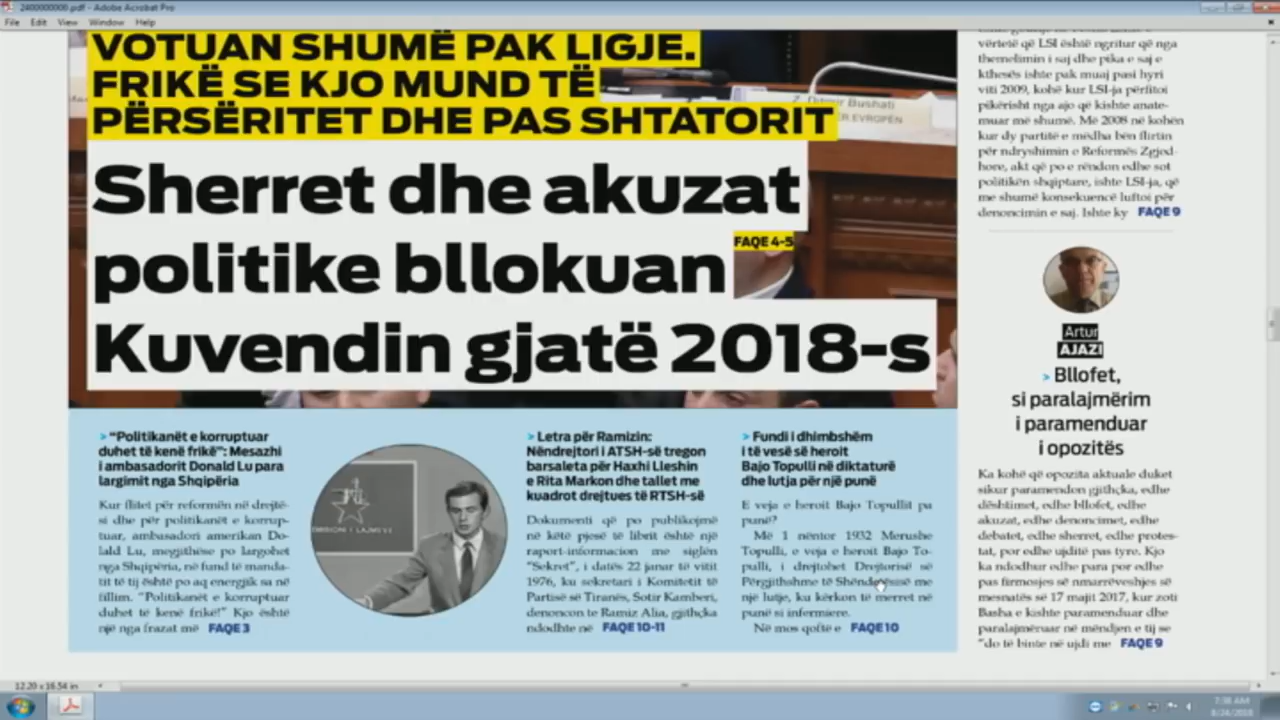 2400000000.pdf - Adobe Acrobat Pro
File Edit View Window Help
VOTUAN SHUMË PAK LIGJE.
FRIKË SE KJO MUND TË
PËRSËRITET DHE PAS SHTATORIT
Sherret dhe akuzat
politike bllokuan
FAQE 4-5
Kuvendin gjatë 2018-s
Bushati
EVROPËN
> "Politikanët e korruptuar
duhet të kenë frikë": Mesazhi
i ambasadorit Donald Lu para
largimit nga Shqipëria
Kur flitet për reformën në drejtë-
si dhe për politikanët e korrup-
tuar, ambasadori amerikan Do-
nald Lu, megjithëse po largohet
nga Shqipëria, në fund të manda-
tit të tij është po aq energjik sa në
fillim. "Politikanët e korruptuar
duhet të kenë frikë!" Kjo është
një nga frazat më FAQE 3
> Letra për Ramizin:
Nëndrejtori i ATSH-së tregon
barsaleta për Haxhi Lleshin
e Rita Markon dhe tallet me
kuadrot drejtues të RTSH-së
Dokumenti që po publikojmë
në këtë pjesë të librit është një
raport-informacion me siglën
"Sekret", i datës 22 janar të vitit
1976, ku sekretari i Komitetit të
Partisë së Tiranës, Sotir Kamberi,
denoncon te Ramiz Alia, gjithçka
ndodhte në FAQE 10-11
> Fundi i dhimbshëm
i të vesë së heroit
Bajo Topulli në diktaturë
dhe lutja për një punë
E veja e heroit Bajo Topullit pa
punë?
Më 1 nëntor 1932 Merushe
Topulli, e veja e heroit Bajo To-
pulli, i drejtohet Drejtorisë së
Përgjithshme të Shëndetësisë me
një lutje, ku kërkon të merret në
punë si infermiere.
Në mos qoftë e FAQE 10
vërtetë që LSI është ngritur që nga
themelimin i saj dhe pika e saj e
kthesës ishte pak muaj pasi hyri
viti 2009, kohë kur LSI-ja përfitoi
pikërisht nga ajo që kishte anate-
muar më shumë. Më 2008 në kohën
kur dy partitë e mëdha bën flirtin
për ndryshimin e Reformës Zgjed-
hore, akt që po e rëndon edhe sot
politikën shqiptare, ishte LSI-ja, që
me shumë konsekuencë luftoi për
denoncimin e saj. Ishte ky FAQE 9
Artur
AJAZI
> Bllofet,
si paralajmërim
i paramenduar
i opozitës
Ka kohë që opozita aktuale duket
sikur paramendon gjithçka, edhe
dështimet, edhe bllofet, edhe
akuzat, edhe denoncimet, edhe
debatet, edhe sherret, edhe protes-
tat, por edhe ujditë pas tyre. Kjo
ka ndodhur edhe para por edhe
pas firmosjes së nmarrëveshjes së
mesnatës së 17 majit 2017, kur zoti
Basha e kishte paramenduar dhe
paralajmëruar në mëndjen e tij se
"do të binte në ujdi me FAQE 9
12.20 x 16.54 in
7:38 AM
8/24/2018